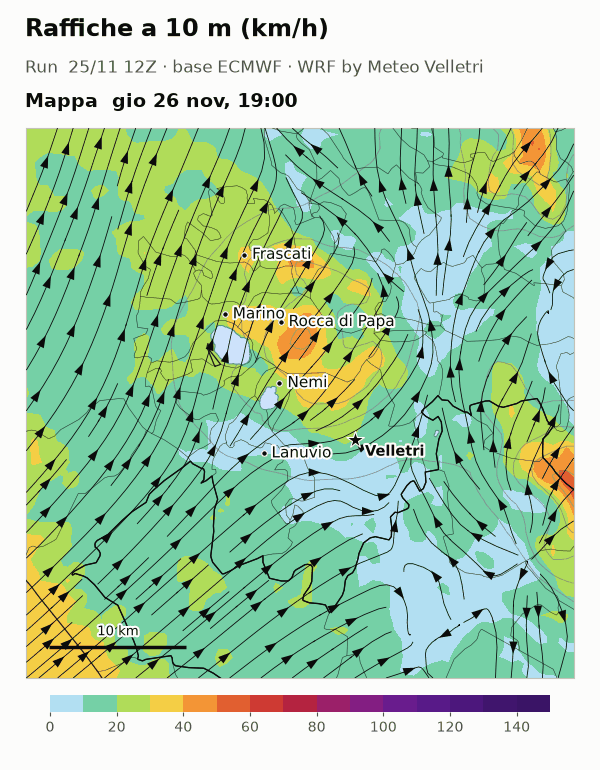 Raffiche a 10 m (km/h)
Run  25/11 12Z · base ECMWF · WRF by Meteo Velletri
Mappa  gio 26 nov, 19:00
Frascati
Marino
Rocca di Papa
Nemi
Velletri
Lanuvio
10 km
0 20 40 60 80 100 120 140